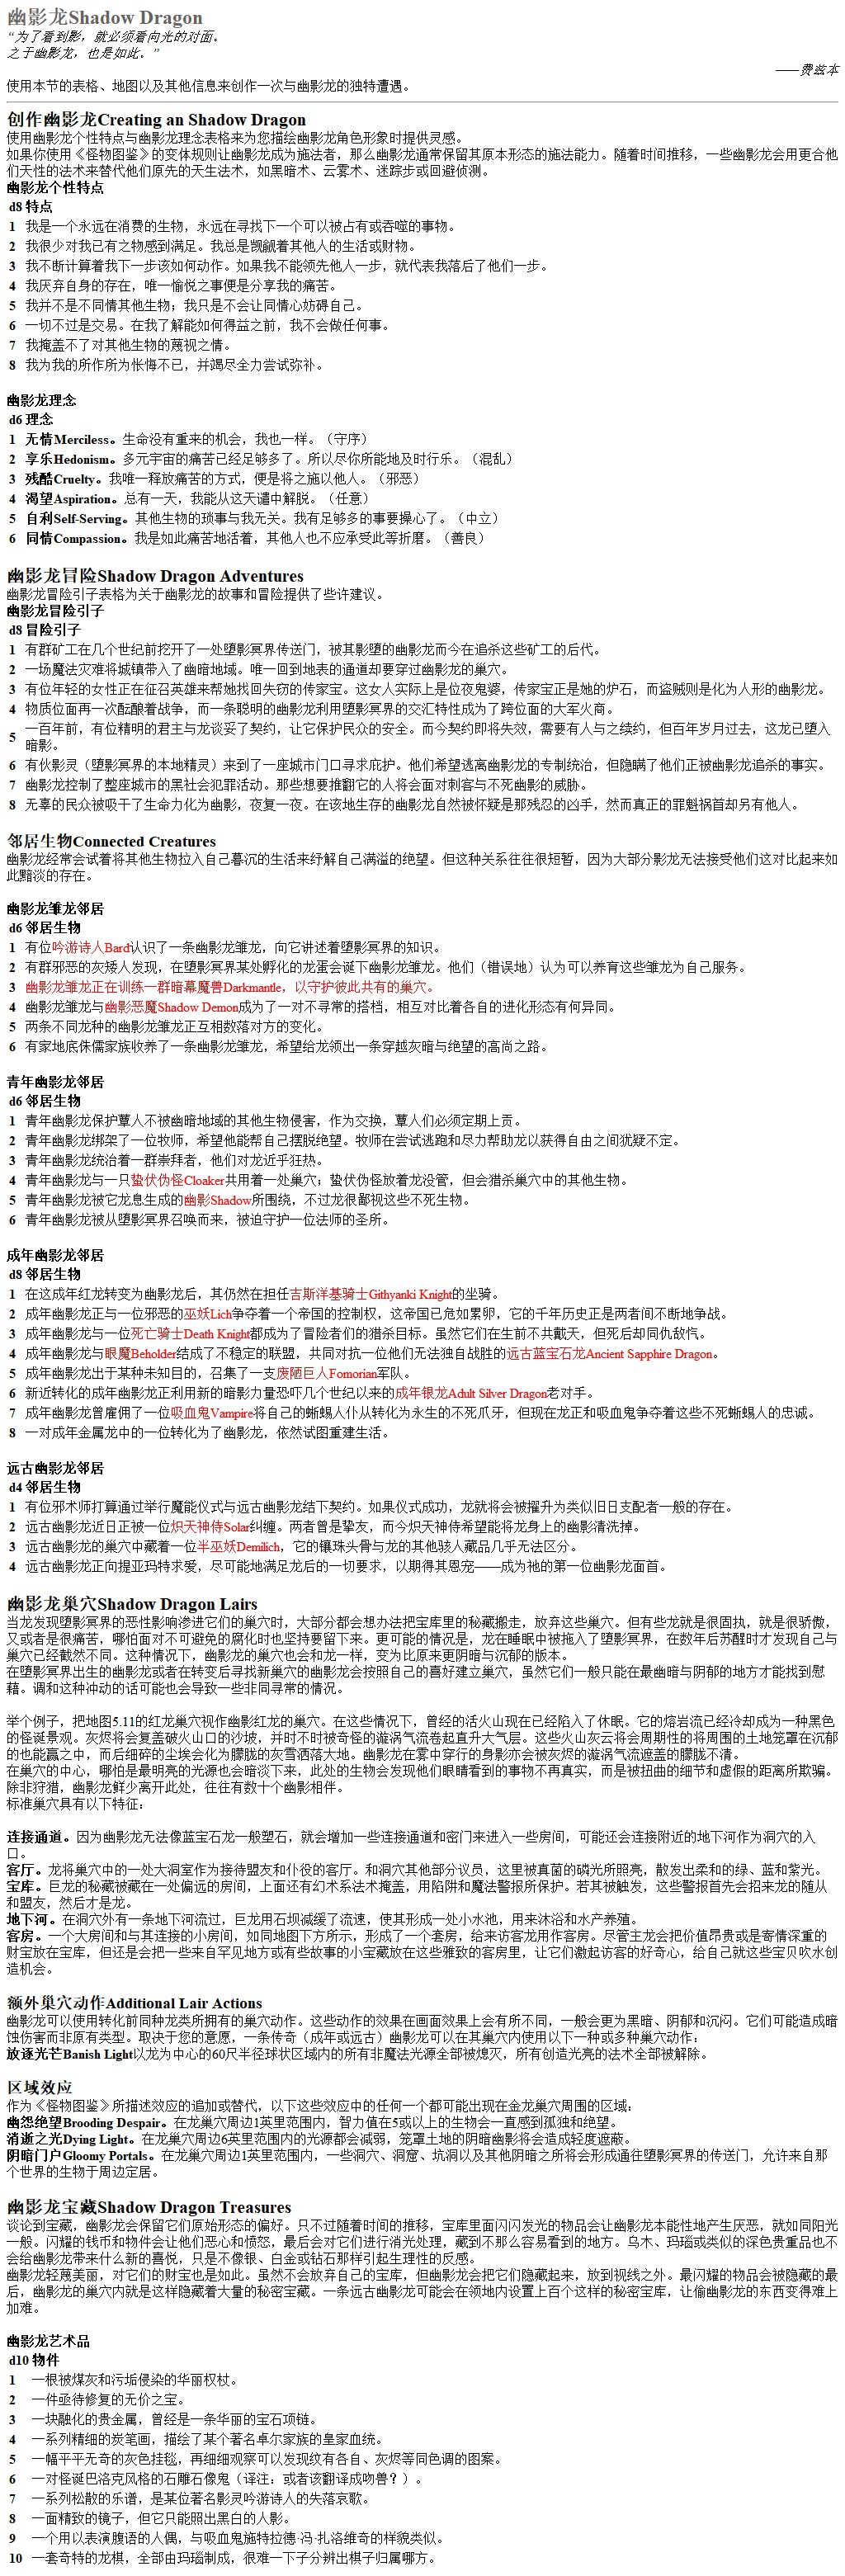 幽影龙Shadow Dragon
“为了看到影，就必须看向光的对面。
之于幽影龙，也是如此。”
——费兹本
使用本节的表格、地图以及其他信息来创作一次与幽影龙的独特遭遇。
创作幽影龙Creating an Shadow Dragon
使用幽影龙个性特点与幽影龙理念表格来为您描绘幽影龙角色形象时提供灵感。
如果你使用《怪物图鉴》的变体规则让幽影龙成为施法者，那么幽影龙通常保留其原本形态的施法能力。随着时间推移，一些幽影龙会用更合他
们天性的法术来替代他们原先的天生法术，如黑暗术、云雾术、迷踪步或回避侦测。
幽影龙个性特点
d8 特点
1 我是一个永远在消费的生物，永远在寻找下一个可以被占有或吞噬的事物。
2 我很少对我已有之物感到满足。我总是觊觎着其他人的生活或财物。
3 我不断计算着我下一步该如何动作。如果我不能领先他人一步，就代表我落后了他们一步。
4 我厌弃自身的存在，唯一愉悦之事便是分享我的痛苦。
5 我并不是不同情其他生物；我只是不会让同情心妨碍自己。
6 一切不过是交易。在我了解能如何得益之前，我不会做任何事。
7 我掩盖不了对其他生物的蔑视之情。
8 我为我的所作所为怅悔不已，并竭尽全力尝试弥补。
幽影龙理念
d6 理念
1 无情Merciless。生命没有重来的机会，我也一样。（守序）
2 享乐Hedonism。多元宇宙的痛苦已经足够多了。所以尽你所能地及时行乐。（混乱）
3 残酷Cruelty。我唯一释放痛苦的方式，便是将之施以他人。（邪恶）
4 渴望Aspiration。总有一天，我能从这天谴中解脱。（任意）
5 自利Self-Serving。其他生物的琐事与我无关。我有足够多的事要操心了。（中立）
6 同情Compassion。我是如此痛苦地活着，其他人也不应承受此等折磨。（善良）
幽影龙冒险Shadow Dragon Adventures
幽影龙冒险引子表格为关于幽影龙的故事和冒险提供了些许建议。
幽影龙冒险引子
d8 冒险引子
1 有群矿工在几个世纪前挖开了一处堕影冥界传送门，被其影堕的幽影龙而今在追杀这些矿工的后代。
2 一场魔法灾难将城镇带入了幽暗地域。唯一回到地表的通道却要穿过幽影龙的巢穴。
3 有位年轻的女性正在征召英雄来帮她找回失窃的传家宝。这女人实际上是位夜鬼婆，传家宝正是她的炉石，而盗贼则是化为人形的幽影龙。
4 物质位面再一次酝酿着战争，而一条聪明的幽影龙利用堕影冥界的交汇特性成为了跨位面的大军火商。
5 一百年前，有位精明的君主与龙谈妥了契约，让它保护民众的安全。而今契约即将失效，需要有人与之续约，但百年岁月过去，这龙已堕入
暗影。
6 有伙影灵（堕影冥界的本地精灵）来到了一座城市门口寻求庇护。他们希望逃离幽影龙的专制统治，但隐瞒了他们正被幽影龙追杀的事实。
7 幽影龙控制了整座城市的黑社会犯罪活动。那些想要推翻它的人将会面对刺客与不死幽影的威胁。
8 无辜的民众被吸干了生命力化为幽影，夜复一夜。在该地生存的幽影龙自然被怀疑是那残忍的凶手，然而真正的罪魁祸首却另有他人。
邻居生物Connected Creatures
幽影龙经常会试着将其他生物拉入自己暮沉的生活来纾解自己满溢的绝望。但这种关系往往很短暂，因为大部分影龙无法接受他们这对比起来如
此黯淡的存在。
幽影龙雏龙邻居
d6 邻居生物
1 有位吟游诗人Bard认识了一条幽影龙雏龙，向它讲述着堕影冥界的知识。
2 有群邪恶的灰矮人发现，在堕影冥界某处孵化的龙蛋会诞下幽影龙雏龙。他们（错误地）认为可以养育这些雏龙为自己服务。
3 幽影龙雏龙正在训练一群暗幕魔兽Darkmantle，以守护彼此共有的巢穴。
4 幽影龙雏龙与幽影恶魔Shadow Demon成为了一对不寻常的搭档，相互对比着各自的进化形态有何异同。
5 两条不同龙种的幽影龙雏龙正互相数落对方的变化。
6 有家地底侏儒家族收养了一条幽影龙雏龙，希望给龙领出一条穿越灰暗与绝望的高尚之路。
青年幽影龙邻居
d6 邻居生物
1 青年幽影龙保护蕈人不被幽暗地域的其他生物侵害，作为交换，蕈人们必须定期上贡。
2 青年幽影龙绑架了一位牧师，希望他能帮自己摆脱绝望。牧师在尝试逃跑和尽力帮助龙以获得自由之间犹疑不定。
3 青年幽影龙统治着一群崇拜者，他们对龙近乎狂热。
4 青年幽影龙与一只蛰伏伪怪Cloaker共用着一处巢穴；蛰伏伪怪放着龙没管，但会猎杀巢穴中的其他生物。
5 青年幽影龙被它龙息生成的幽影Shadow所围绕，不过龙很鄙视这些不死生物。
6 青年幽影龙被从堕影冥界召唤而来，被迫守护一位法师的圣所。
成年幽影龙邻居
d8 邻居生物
1 在这成年红龙转变为幽影龙后，其仍然在担任吉斯洋基骑士Githyanki Knight的坐骑。
2 成年幽影龙正与一位邪恶的巫妖Lich争夺着一个帝国的控制权，这帝国已危如累卵，它的千年历史正是两者间不断地争战。
3 成年幽影龙与一位死亡骑士Death Knight都成为了冒险者们的猎杀目标。虽然它们在生前不共戴天，但死后却同仇敌忾。
4 成年幽影龙与眼魔Beholder结成了不稳定的联盟，共同对抗一位他们无法独自战胜的远古蓝宝石龙Ancient Sapphire Dragon。
5 成年幽影龙出于某种未知目的，召集了一支废陋巨人Fomorian军队。
6 新近转化的成年幽影龙正利用新的暗影力量恐吓几个世纪以来的成年银龙Adult Silver Dragon老对手。
7 成年幽影龙曾雇佣了一位吸血鬼Vampire将自己的蜥蜴人仆从转化为永生的不死爪牙，但现在龙正和吸血鬼争夺着这些不死蜥蜴人的忠诚。
8 一对成年金属龙中的一位转化为了幽影龙，依然试图重建生活。
远古幽影龙邻居
d4 邻居生物
1 有位邪术师打算通过举行魔能仪式与远古幽影龙结下契约。如果仪式成功，龙就将会被擢升为类似旧日支配者一般的存在。
2 远古幽影龙近日正被一位炽天神侍Solar纠缠。两者曾是挚友，而今炽天神侍希望能将龙身上的幽影清洗掉。
3 远古幽影龙的巢穴中藏着一位半巫妖Demilich，它的镶珠头骨与龙的其他骇人藏品几乎无法区分。
4 远古幽影龙正向提亚玛特求爱，尽可能地满足龙后的一切要求，以期得其恩宠——成为祂的第一位幽影龙面首。
幽影龙巢穴Shadow Dragon Lairs
当龙发现堕影冥界的恶性影响渗进它们的巢穴时，大部分都会想办法把宝库里的秘藏搬走，放弃这些巢穴。但有些龙就是很固执，就是很骄傲，
又或者是很痛苦，哪怕面对不可避免的腐化时也坚持要留下来。更可能的情况是，龙在睡眠中被拖入了堕影冥界，在数年后苏醒时才发现自己与
巢穴已经截然不同。这种情况下，幽影龙的巢穴也会和龙一样，变为比原来更阴暗与沉郁的版本。
在堕影冥界出生的幽影龙或者在转变后寻找新巢穴的幽影龙会按照自己的喜好建立巢穴，虽然它们一般只能在最幽暗与阴郁的地方才能找到慰
藉。调和这种冲动的话可能也会导致一些非同寻常的情况。
举个例子，把地图5.11的红龙巢穴视作幽影红龙的巢穴。在这些情况下，曾经的活火山现在已经陷入了休眠。它的熔岩流已经冷却成为一种黑色
的怪诞景观。灰烬将会复盖破火山口的沙坡，并时不时被奇怪的漩涡气流卷起直升大气层。这些火山灰云将会周期性的将周围的土地笼罩在沉郁
的也能赢之中，而后细碎的尘埃会化为朦胧的灰雪洒落大地。幽影龙在雾中穿行的身影亦会被灰烬的漩涡气流遮盖的朦胧不清。
在巢穴的中心，哪怕是最明亮的光源也会暗淡下来，此处的生物会发现他们眼睛看到的事物不再真实，而是被扭曲的细节和虚假的距离所欺骗。
除非狩猎，幽影龙鲜少离开此处，往往有数十个幽影相伴。
标准巢穴具有以下特征：
连接通道。因为幽影龙无法像蓝宝石龙一般塑石，就会增加一些连接通道和密门来进入一些房间，可能还会连接附近的地下河作为洞穴的入
口。
客厅。龙将巢穴中的一处大洞室作为接待盟友和仆役的客厅。和洞穴其他部分议员，这里被真菌的磷光所照亮，散发出柔和的绿、蓝和紫光。
宝库。巨龙的秘藏被藏在一处偏远的房间，上面还有幻术系法术掩盖，用陷阱和魔法警报所保护。若其被触发，这些警报首先会招来龙的随从
和盟友，然后才是龙。
地下河。在洞穴外有一条地下河流过，巨龙用石坝减缓了流速，使其形成一处小水池，用来沐浴和水产养殖。
客房。一个大房间和与其连接的小房间，如同地图下方所示，形成了一个套房，给来访客龙用作客房。尽管主龙会把价值昂贵或是寄情深重的
财宝放在宝库，但还是会把一些来自罕见地方或有些故事的小宝藏放在这些雅致的客房里，让它们激起访客的好奇心，给自己就这些宝贝吹水创
造机会。
额外巢穴动作Additional Lair Actions
幽影龙可以使用转化前同种龙类所拥有的巢穴动作。这些动作的效果在画面效果上会有所不同，一般会更为黑暗、阴郁和沉闷。它们可能造成暗
蚀伤害而非原有类型。取决于您的意愿，一条传奇（成年或远古）幽影龙可以在其巢穴内使用以下一种或多种巢穴动作：
放逐光芒Banish Light以龙为中心的60尺半径球状区域内的所有非魔法光源全部被熄灭，所有创造光亮的法术全部被解除。
区域效应
作为《怪物图鉴》所描述效应的追加或替代，以下这些效应中的任何一个都可能出现在金龙巢穴周围的区域：
幽怨绝望Brooding Despair。在龙巢穴周边1英里范围内，智力值在5或以上的生物会一直感到孤独和绝望。
消逝之光Dying Light。在龙巢穴周边6英里范围内的光源都会减弱，笼罩土地的阴暗幽影将会造成轻度遮蔽。
阴暗门户Gloomy Portals。在龙巢穴周边1英里范围内，一些洞穴、洞窟、坑洞以及其他阴暗之所将会形成通往堕影冥界的传送门，允许来自那
个世界的生物于周边定居。
幽影龙宝藏Shadow Dragon Treasures
谈论到宝藏，幽影龙会保留它们原始形态的偏好。只不过随着时间的推移，宝库里面闪闪发光的物品会让幽影龙本能性地产生厌恶，就如同阳光
一般。闪耀的钱币和物件会让他们恶心和愤怒，最后会对它们进行消光处理，藏到不那么容易看到的地方。乌木、玛瑙或类似的深色贵重品也不
会给幽影龙带来什么新的喜悦，只是不像银、白金或钻石那样引起生理性的反感。
幽影龙轻蔑美丽，对它们的财宝也是如此。虽然不会放弃自己的宝库，但幽影龙会把它们隐藏起来，放到视线之外。最闪耀的物品会被隐藏的最
后，幽影龙的巢穴内就是这样隐藏着大量的秘密宝藏。一条远古幽影龙可能会在领地内设置上百个这样的秘密宝库，让偷幽影龙的东西变得难上
加难。
幽影龙艺术品
d10 物件
1 一根被煤灰和污垢侵染的华丽权杖。
2 一件亟待修复的无价之宝。
3 一块融化的贵金属，曾经是一条华丽的宝石项链。
4 一系列精细的炭笔画，描绘了某个著名卓尔家族的皇家血统。
5 一幅平平无奇的灰色挂毯，再细细观察可以发现纹有各自、灰烬等同色调的图案。
6 一对怪诞巴洛克风格的石雕石像鬼（译注：或者该翻译成吻兽？）。
7 一系列松散的乐谱，是某位著名影灵吟游诗人的失落哀歌。
8 一面精致的镜子，但它只能照出黑白的人影。
9 一个用以表演腹语的人偶，与吸血鬼施特拉德·冯·扎洛维奇的样貌类似。
10 一套奇特的龙棋，全部由玛瑙制成，很难一下子分辨出棋子归属哪方。